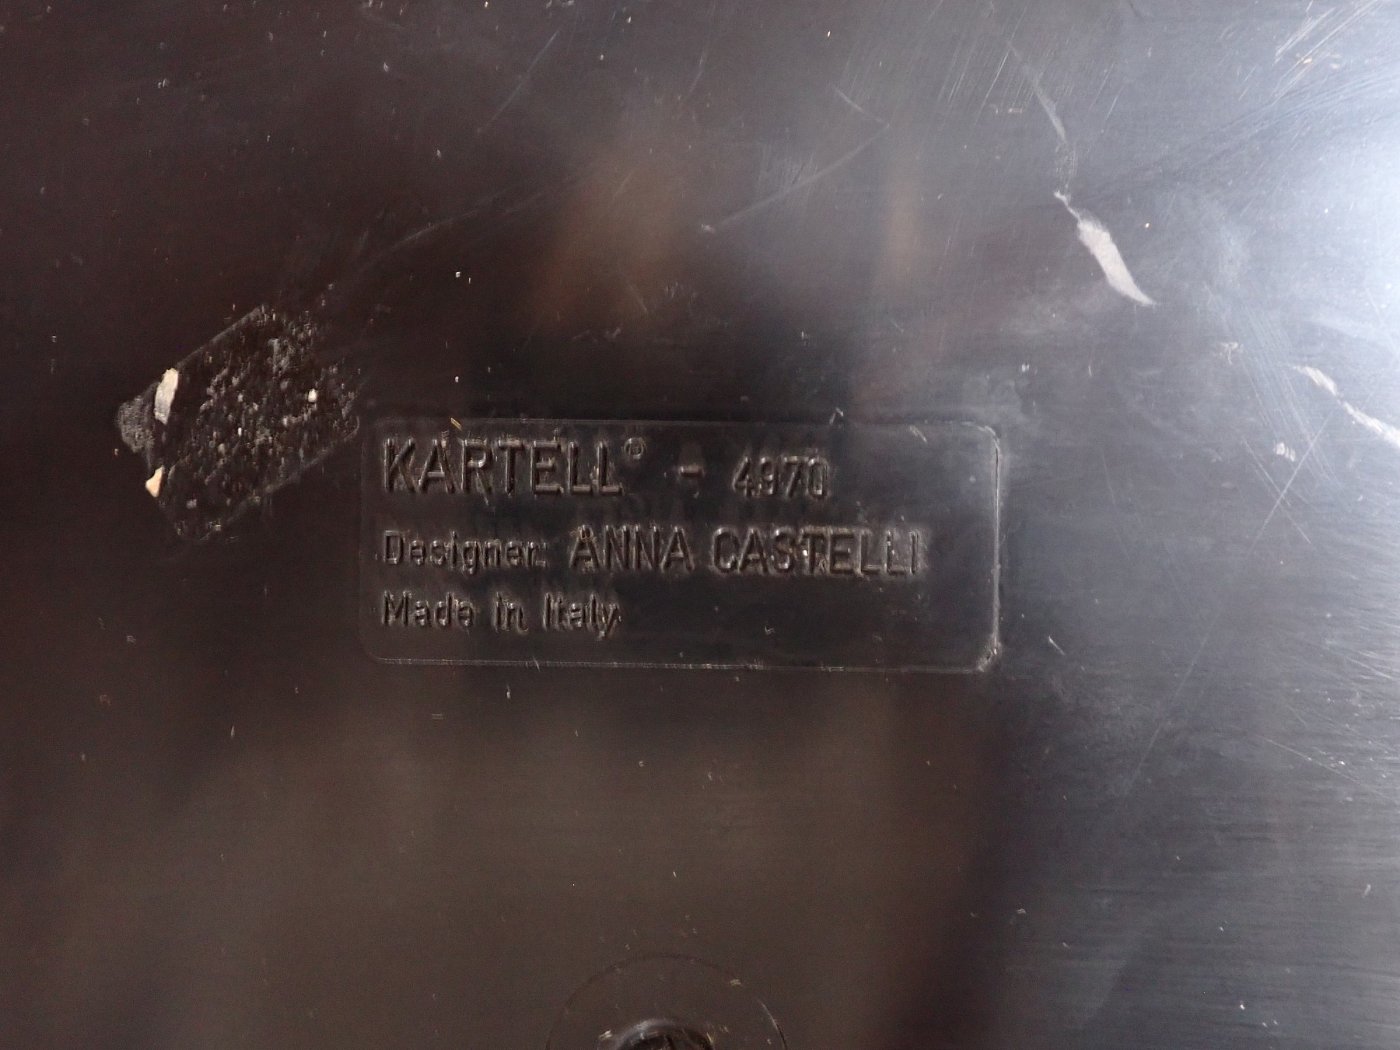 KARTELL® - 4970
Designer: ANNA CASTELLI
Made in Italy